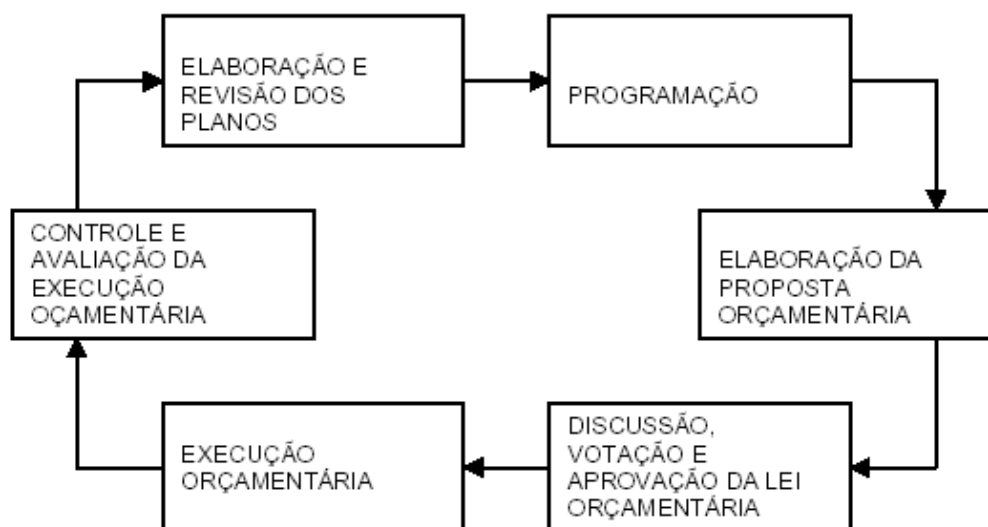 ELABORAÇÃO E
REVISÃO DOS
PLANOS
PROGRAMAÇÃO
ELABORAÇÃO DA
PROPOSTA
ORÇAMENTÁRIA
DISCUSSÃO,
VOTAÇÃO E
APROVAÇÃO DA LEI
ORÇAMENTÁRIA
EXECUÇÃO
ORÇAMENTÁRIA
CONTROLE E
AVALIAÇÃO DA
EXECUÇÃO
OÇAMENTÁRIA